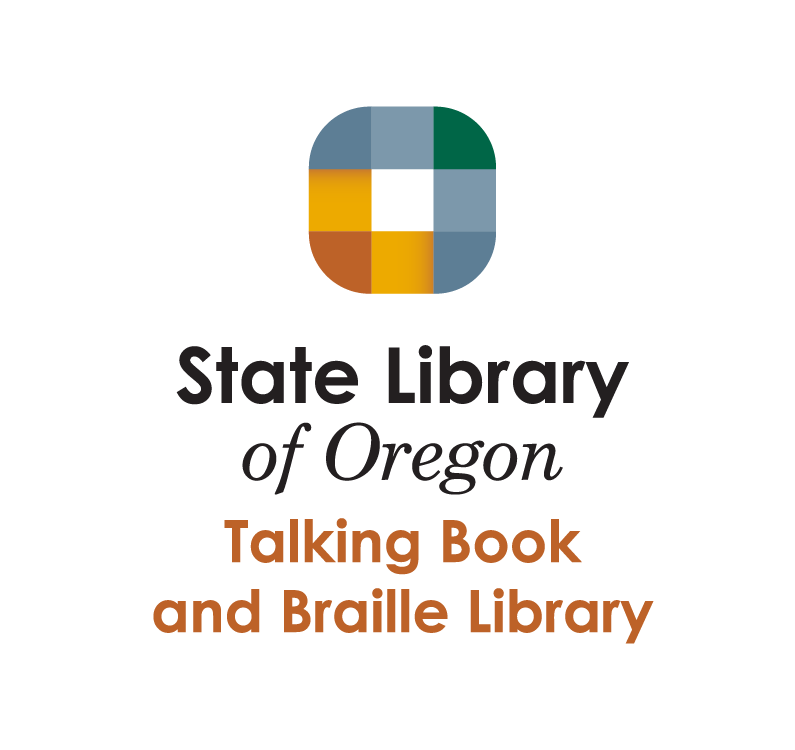 State Library
of Oregon
Talking Book
and Braille Library